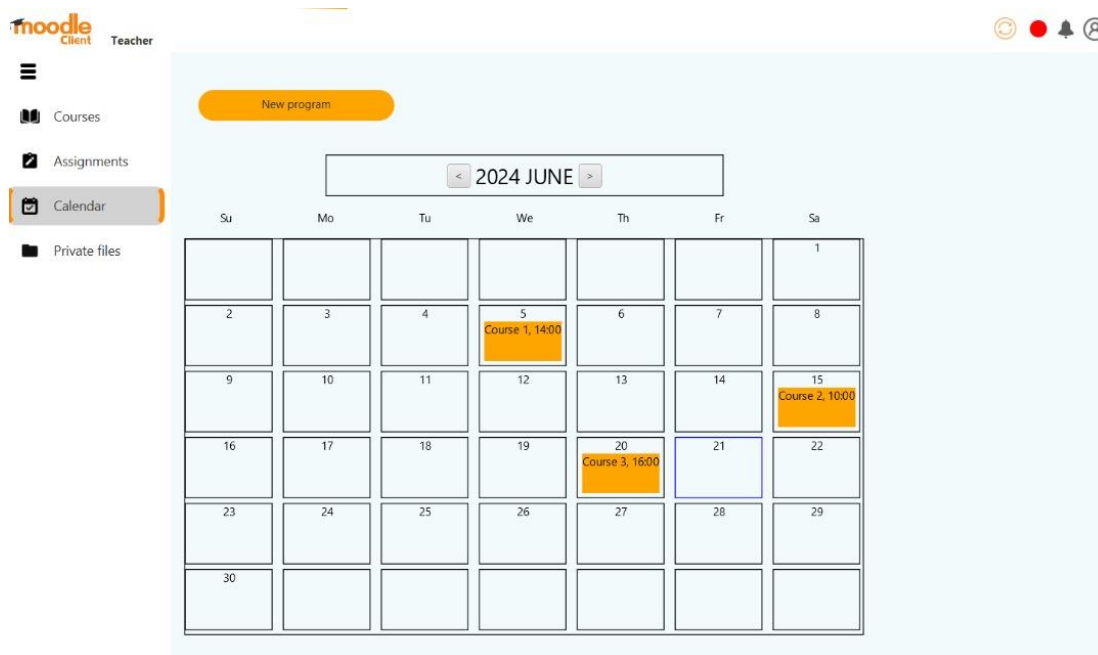 moodle
Client
Teacher
Courses
Assignments
Calendar
Private files
New program
< 2024 JUNE >
Su Mo Tu We Th Fr Sa
1
2 3 4 5 6 7 8
Course 1, 14:00
9 10 11 12 13 14 15
Course 2, 10:00
16 17 18 19 20 21 22
Course 3, 16:00
23 24 25 26 27 28 29
30